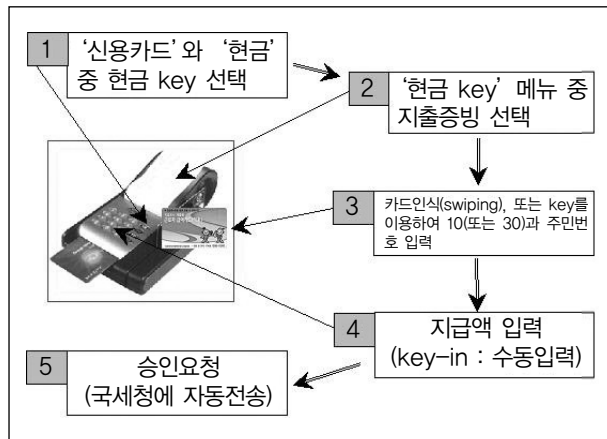 1
‘신용카드’와 ‘현금’
중 현금 key 선택
2
‘현금 key’ 메뉴 중
지출증빙 선택
3
카드인식(swiping), 또는 key를
이용하여 10(또는 30)과 주민번
호 입력
4
지급액 입력
(key-in : 수동입력)
5
승인요청
(국세청에 자동전송)